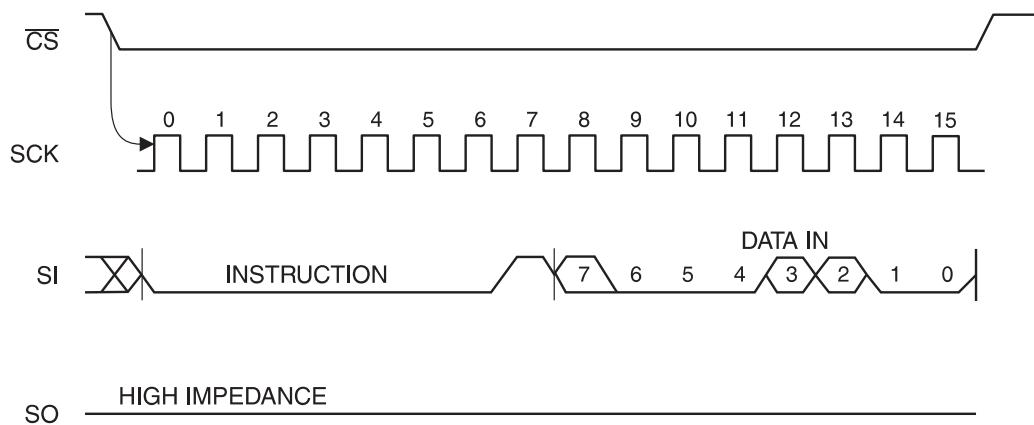 C̅S̅
0 1 2 3 4 5 6 7 8 9 10 11 12 13 14 15
SCK
DATA IN
SI INSTRUCTION 7 6 5 4 3 2 1 0
HIGH IMPEDANCE
SO